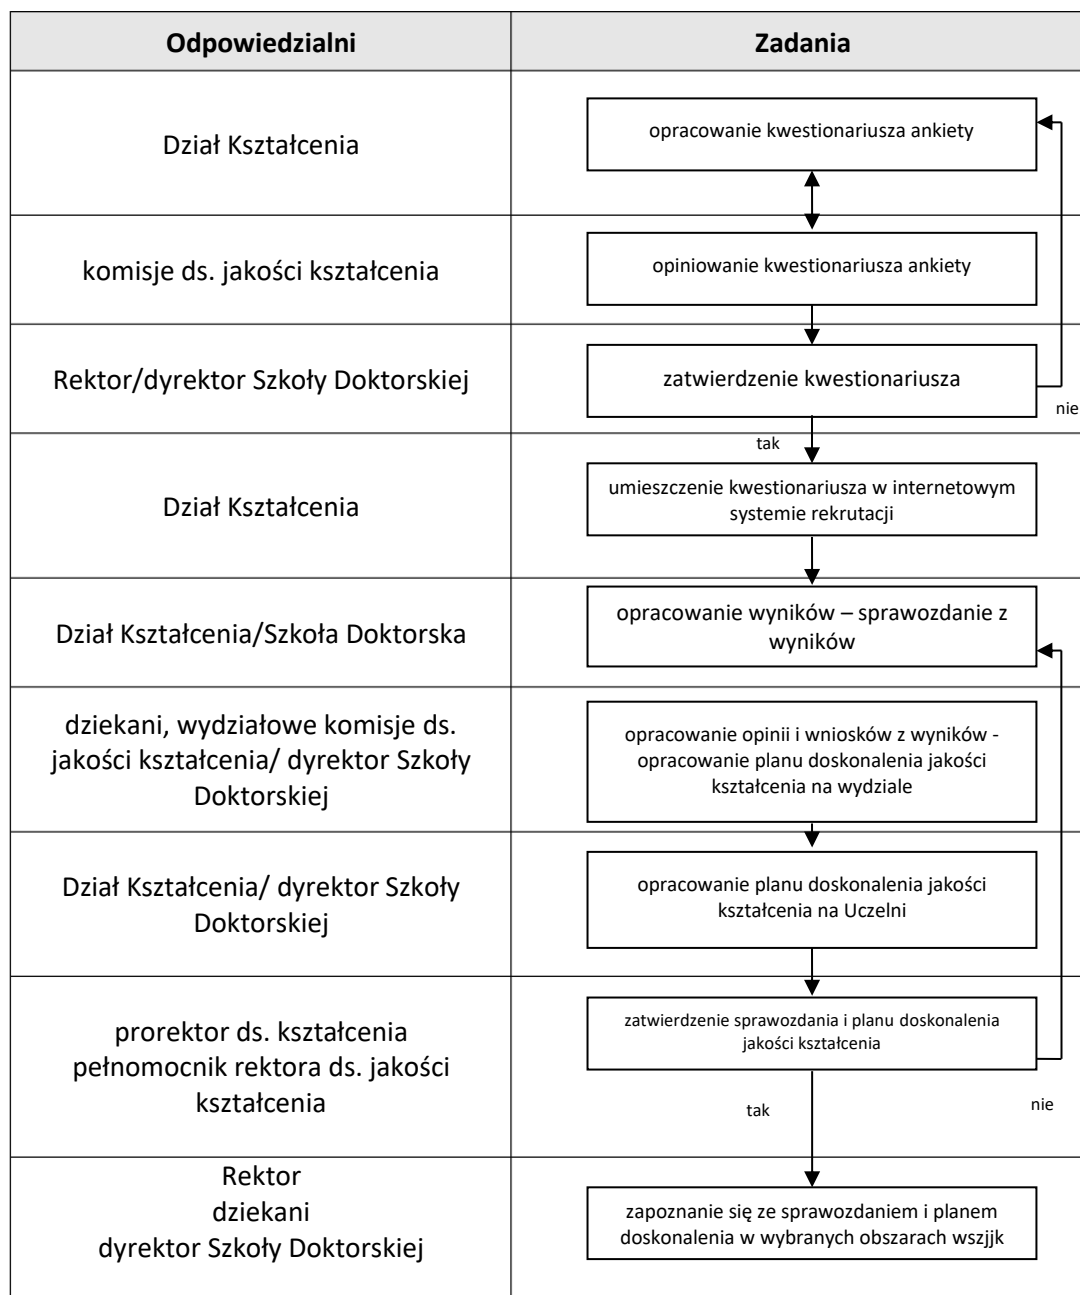 Odpowiedzialni
Zadania
Dział Kształcenia
opracowanie kwestionariusza ankiety
komisje ds. jakości kształcenia
opiniowanie kwestionariusza ankiety
Rektor/dyrektor Szkoły Doktorskiej
zatwierdzenie kwestionariusza
nie
tak
Dział Kształcenia
umieszczenie kwestionariusza w internetowym
systemie rekrutacji
Dział Kształcenia/Szkoła Doktorska
opracowanie wyników – sprawozdanie z
wyników
dziekani, wydziałowe komisje ds.
jakości kształcenia/ dyrektor Szkoły
Doktorskiej
opracowanie opinii i wniosków z wyników -
opracowanie planu doskonalenia jakości
kształcenia na wydziale
Dział Kształcenia/ dyrektor Szkoły
Doktorskiej
opracowanie planu doskonalenia jakości
kształcenia na Uczelni
prorektor ds. kształcenia
pełnomocnik rektora ds. jakości
kształcenia
zatwierdzenie sprawozdania i planu doskonalenia
jakości kształcenia
tak
nie
Rektor
dziekani
dyrektor Szkoły Doktorskiej
zapoznanie się ze sprawozdaniem i planem
doskonalenia w wybranych obszarach wszjjk